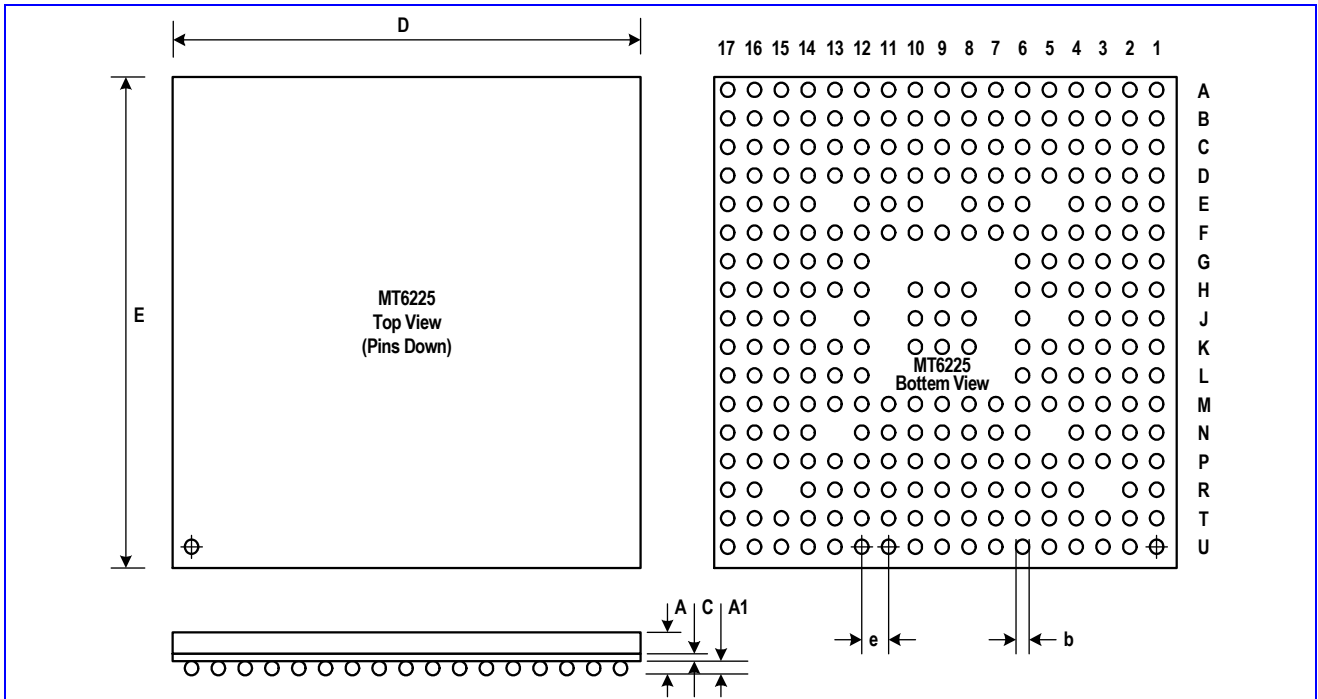 D
17 16 15 14 13 12 11 10 9 8 7 6 5 4 3 2 1
A
B
C
D
E
F
G
H
J
K
L
M
N
P
R
T
U
E
MT6225
Top View
(Pins Down)
MT6225
Bottem View
A C A1
e
b